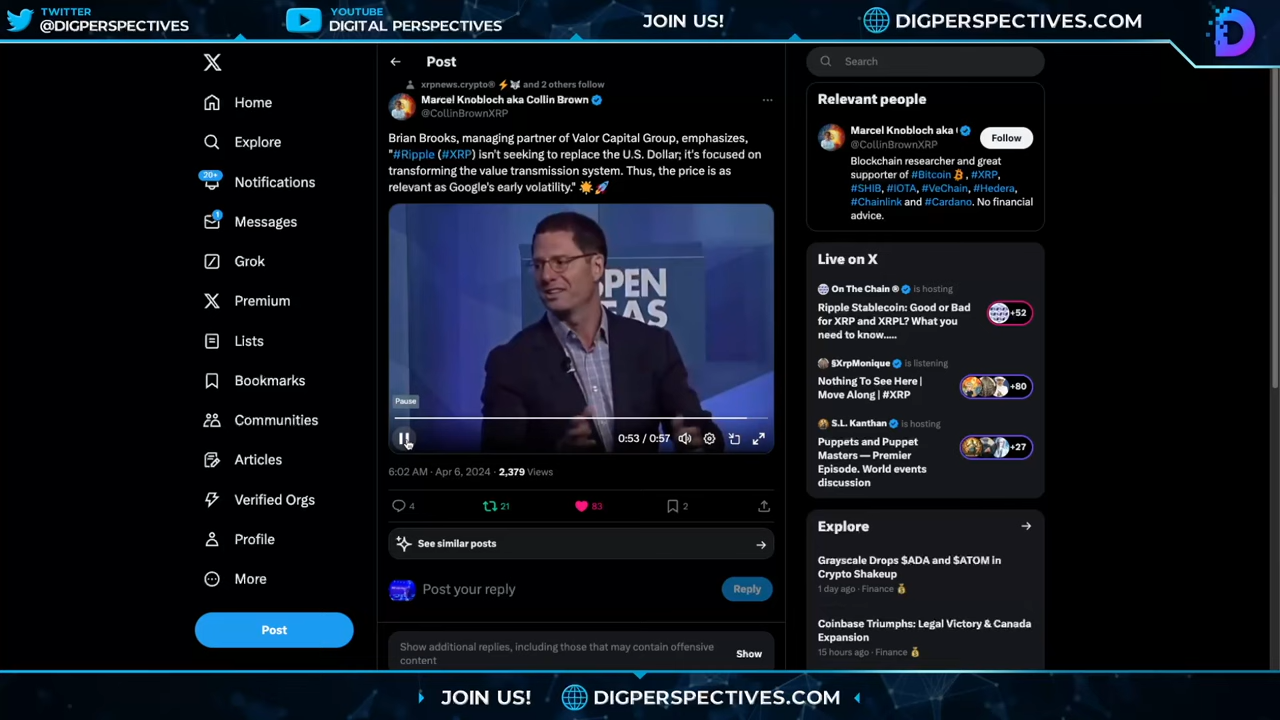 TWITTER
@DIGPERSPECTIVES
YOUTUBE
DIGITAL PERSPECTIVES
JOIN US!
DIGPERSPECTIVES.COM
Home
Explore
20+
Notifications
1
Messages
Grok
Premium
Lists
Bookmarks
Communities
Articles
Verified Orgs
Profile
More
Post
Post
xrpnews.crypto® and 2 others follow
Marcel Knobloch aka Collin Brown
@CollinBrownXRP
Brian Brooks, managing partner of Valor Capital Group, emphasizes,
"#Ripple (#XRP) isn't seeking to replace the U.S. Dollar; it's focused on
transforming the value transmission system. Thus, the price is as
relevant as Google's early volatility." 🌟🚀
PEN
EAS
Pause
0:53 / 0:57
6:02 AM · Apr 6, 2024 · 2,379 Views
4
21
83
2
See similar posts
Post your reply
Reply
Show additional replies, including those that may contain offensive
content
Show
Search
Relevant people
Marcel Knobloch aka
@CollinBrownXRP
Follow
Blockchain researcher and great
supporter of #Bitcoin, #XRP,
#SHIB, #IOTA, #VeChain, #Hedera,
#Chainlink and #Cardano. No financial
advice.
Live on X
On The Chain ® is hosting
Ripple Stablecoin: Good or Bad
for XRP and XRPL? What you
need to know.....
+52
§XrpMonique is listening
Nothing To See Here |
Move Along | #XRP
+80
S.L. Kanthan is hosting
Puppets and Puppet
Masters — Premier
Episode. World events
discussion
+27
Explore
Grayscale Drops $ADA and $ATOM in
Crypto Shakeup
1 day ago · Finance
Coinbase Triumphs: Legal Victory & Canada
Expansion
15 hours ago · Finance
JOIN US!
DIGPERSPECTIVES.COM